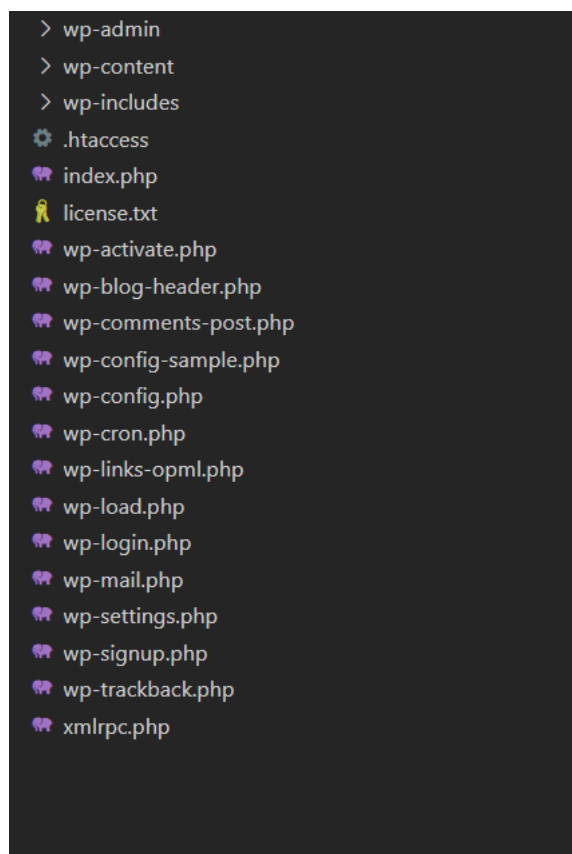 wp-admin
wp-content
wp-includes
.htaccess
index.php
license.txt
wp-activate.php
wp-blog-header.php
wp-comments-post.php
wp-config-sample.php
wp-config.php
wp-cron.php
wp-links-opml.php
wp-load.php
wp-login.php
wp-mail.php
wp-settings.php
wp-signup.php
wp-trackback.php
xmlrpc.php